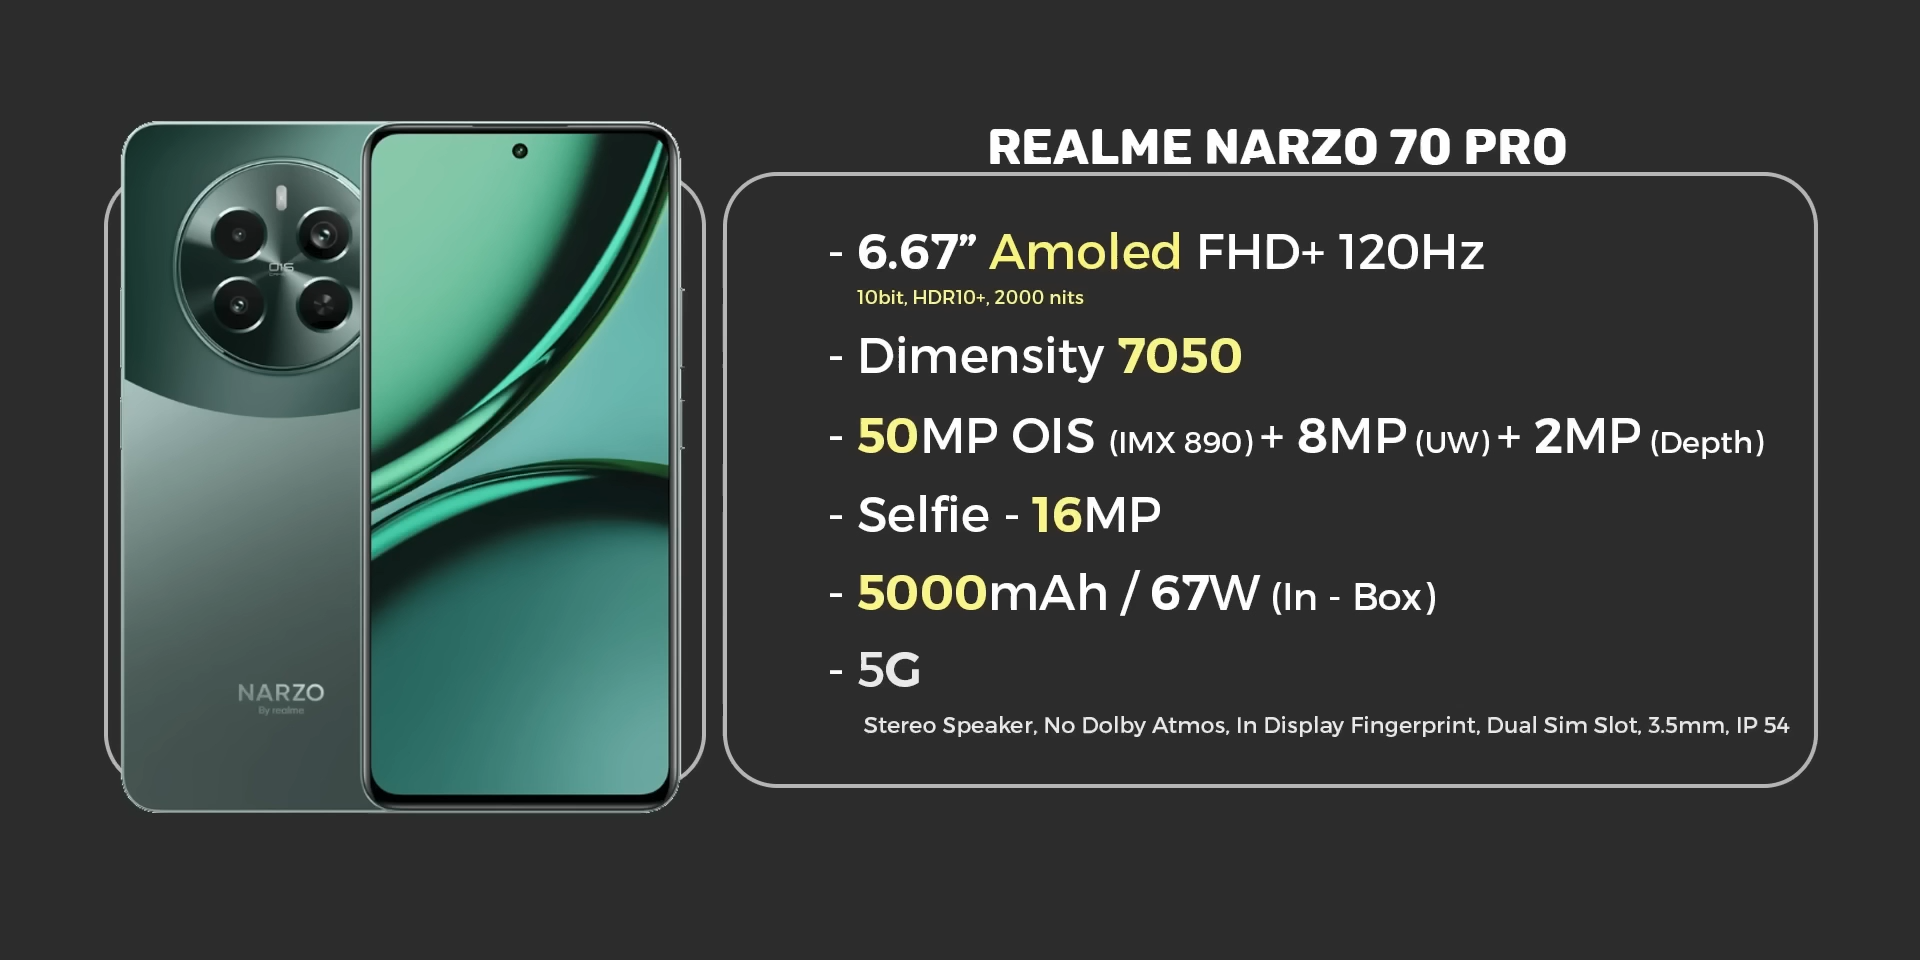 REALME NARZO 70 PRO
- 6.67” Amoled FHD+ 120Hz
10bit, HDR10+, 2000 nits
- Dimensity 7050
- 50MP OIS (IMX 890) + 8MP (UW) + 2MP (Depth)
- Selfie - 16MP
- 5000mAh / 67W (In - Box)
- 5G
Stereo Speaker, No Dolby Atmos, In Display Fingerprint, Dual Sim Slot, 3.5mm, IP 54
OIS
NARZO
By realme